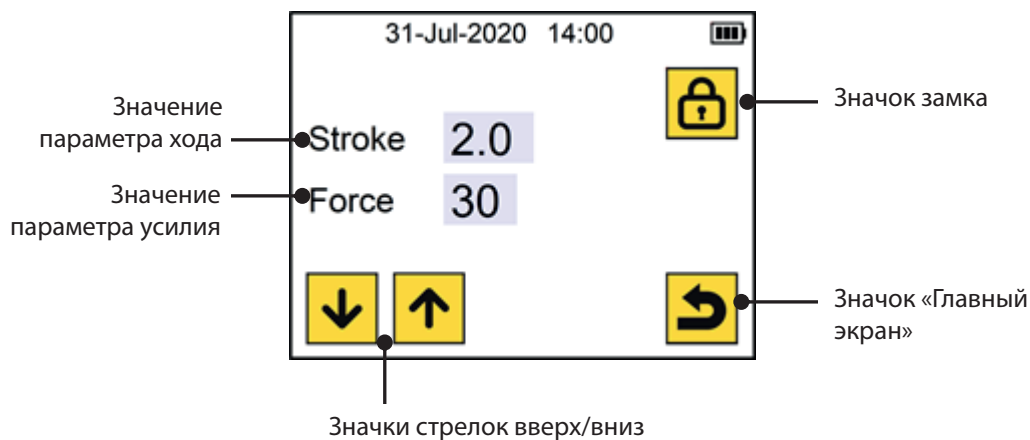 31-Jul-2020 14:00
Значение
параметра хода
Stroke 2.0
Значок замка
Значение
параметра усилия
Force 30
Значок «Главный
экран»
Значки стрелок вверх/вниз